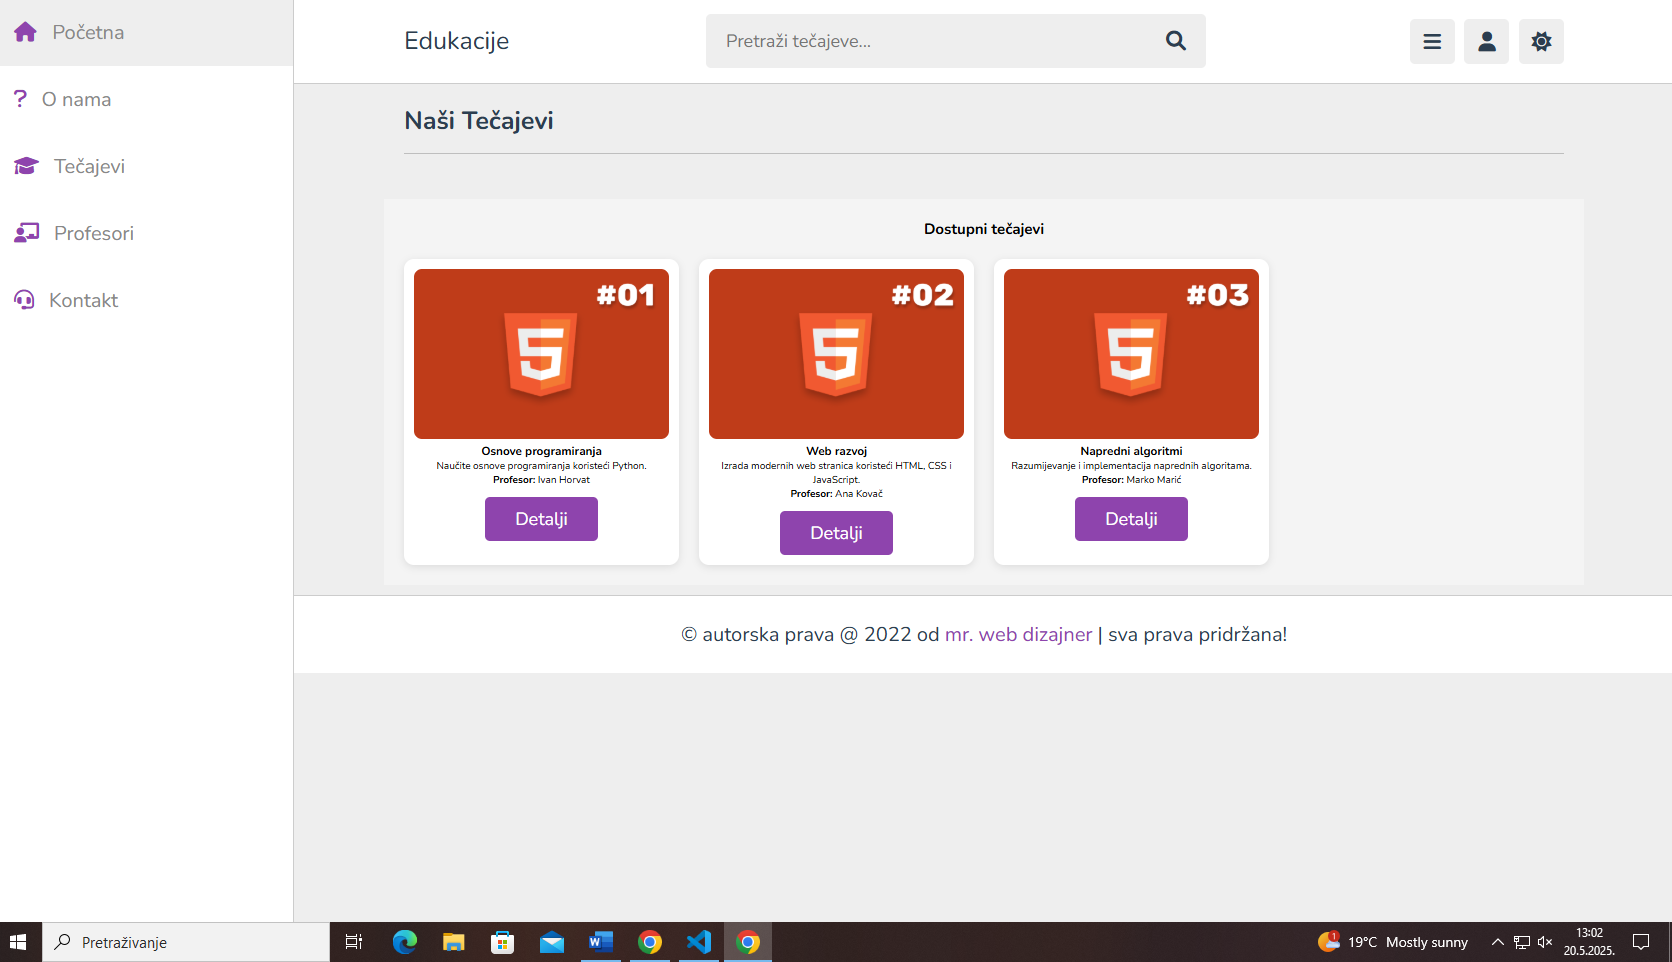 Početna
O nama
Tečajevi
Profesori
Kontakt
Edukacije
Pretraži tečajeve...
Naši Tečajevi
Dostupni tečajevi
#01
Osnove programiranja
Naučite osnove programiranja koristeći Python.
Profesor: Ivan Horvat
Detalji
#02
Web razvoj
Izrada modernih web stranica koristeći HTML, CSS i
JavaScript.
Profesor: Ana Kovač
Detalji
#03
Napredni algoritmi
Razumijevanje i implementacija naprednih algoritama.
Profesor: Marko Marić
Detalji
© autorska prava @ 2022 od mr. web dizajner | sva prava pridržana!
Pretraživanje
1
19°C Mostly sunny
13:02
20.5.2025.